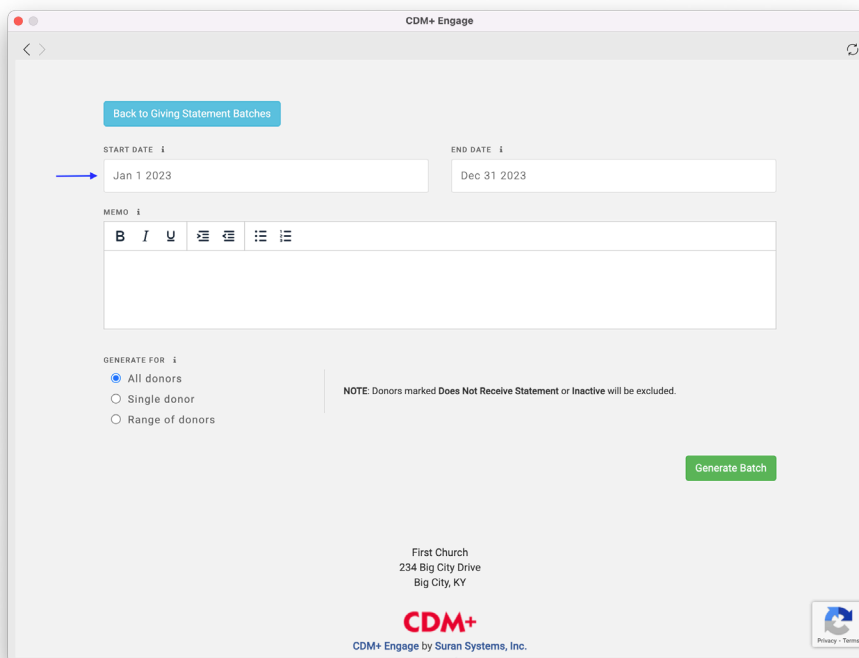 CDM+ Engage
Back to Giving Statement Batches
START DATE i
END DATE i
Jan 1 2023
Dec 31 2023
MEMO i
B I U
GENERATE FOR i
All donors
Single donor
Range of donors
NOTE: Donors marked Does Not Receive Statement or Inactive will be excluded.
Generate Batch
First Church
234 Big City Drive
Big City, KY
CDM+
CDM+ Engage by Suran Systems, Inc.
Privacy - Terms